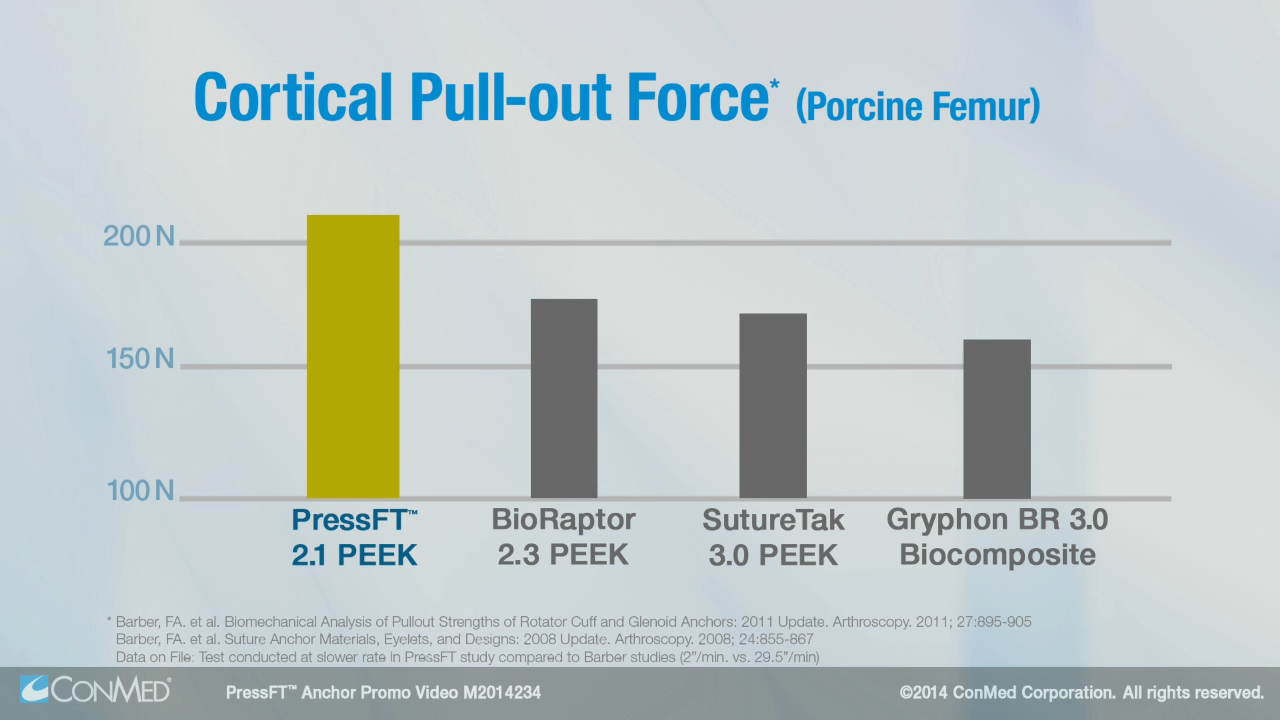 Cortical Pull-out Force* (Porcine Femur)
200 N
150 N
100 N
PressFT™ 2.1 PEEK
BioRaptor 2.3 PEEK
SutureTak 3.0 PEEK
Gryphon BR 3.0 Biocomposite
* Barber, FA. et al. Biomechanical Analysis of Pullout Strengths of Rotator Cuff and Glenoid Anchors: 2011 Update. Arthroscopy. 2011; 27:895-905
Barber, FA. et al. Suture Anchor Materials, Eyelets, and Designs: 2008 Update. Arthroscopy. 2008; 24:855-867
Data on File: Test conducted at slower rate in PressFT study compared to Barber studies (2”/min. vs. 29.5”/min)
CONMED®
PressFT™ Anchor Promo Video M2014234
©2014 ConMed Corporation. All rights reserved.